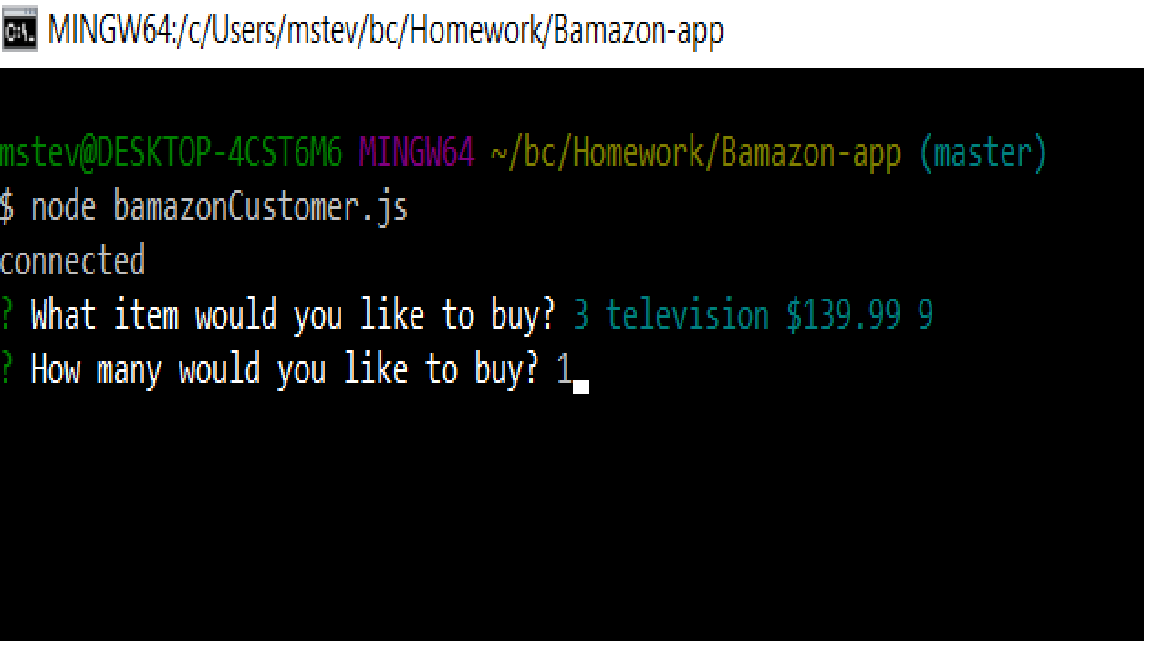 MINGW64:/c/Users/mstev/bc/Homework/Bamazon-app
mstev@DESKTOP-4CST6M6 MINGW64 ~/bc/Homework/Bamazon-app (master)
$ node bamazonCustomer.js
connected
? What item would you like to buy? 3 television $139.99 9
? How many would you like to buy? 1